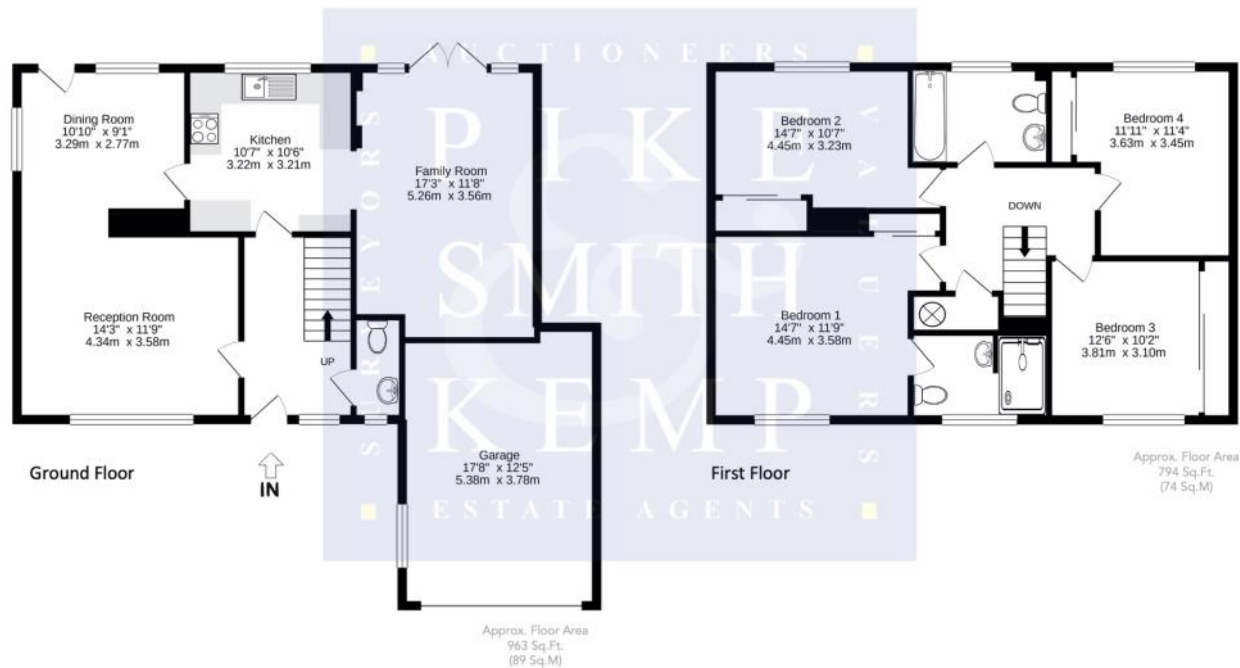 AUCTIONEERS
SURVEYORS
VALUERS
PIKE
SMITH
&
KEMP
ESTATE AGENTS
Dining Room
10'10" x 9'1"
3.29m x 2.77m
Kitchen
10'7" x 10'6"
3.22m x 3.21m
Family Room
17'3" x 11'8"
5.26m x 3.56m
Reception Room
14'3" x 11'9"
4.34m x 3.58m
UP
Garage
17'8" x 12'5"
5.38m x 3.78m
Ground Floor
IN
Approx. Floor Area
963 Sq.Ft.
(89 Sq.M)
Bedroom 2
14'7" x 10'7"
4.45m x 3.23m
Bedroom 4
11'11" x 11'4"
3.63m x 3.45m
DOWN
Bedroom 1
14'7" x 11'9"
4.45m x 3.58m
Bedroom 3
12'6" x 10'2"
3.81m x 3.10m
First Floor
Approx. Floor Area
794 Sq.Ft.
(74 Sq.M)